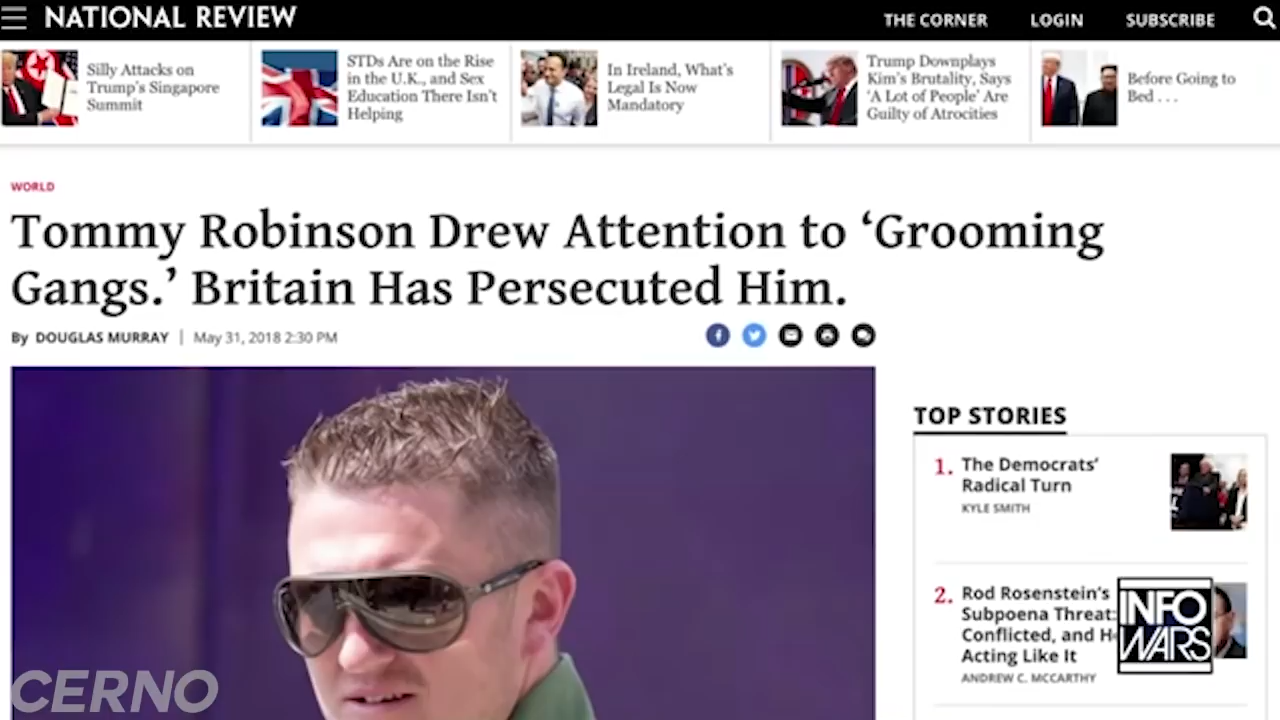 NATIONAL REVIEW
THE CORNER
LOGIN
SUBSCRIBE
Silly Attacks on
Trump's Singapore
Summit
STDs Are on the Rise
in the U.K., and Sex
Education There Isn't
Helping
In Ireland, What's
Legal Is Now
Mandatory
Trump Downplays
Kim's Brutality, Says
'A Lot of People' Are
Guilty of Atrocities
Before Going to
Bed . . .
WORLD
Tommy Robinson Drew Attention to ‘Grooming
Gangs.’ Britain Has Persecuted Him.
By DOUGLAS MURRAY | May 31, 2018 2:30 PM
TOP STORIES
1. The Democrats’
Radical Turn
KYLE SMITH
2. Rod Rosenstein’s
Subpoena Threat:
Conflicted, and H
Acting Like It
ANDREW C. MCCARTHY
INFO
WARS
CERNO